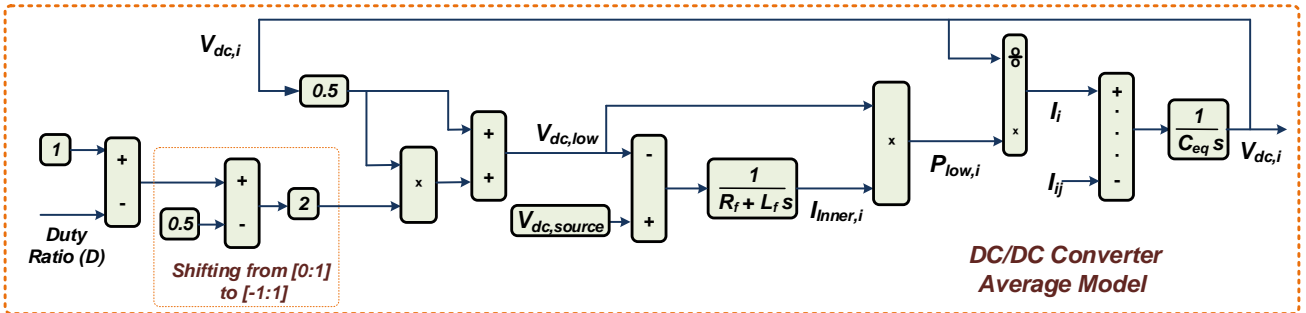 V_dc,i
0.5
1
+
-
Duty
Ratio (D)
+
-
0.5
2
Shifting from [0:1]
to [-1:1]
x
+
+
V_dc,low
-
+
V_dc,source
1
R_f + L_f s
I_Inner,i
x
P_low,i
%
x
I_i
I_ij
+
.
.
.
-
1
C_eq s
V_dc,i
DC/DC Converter
Average Model